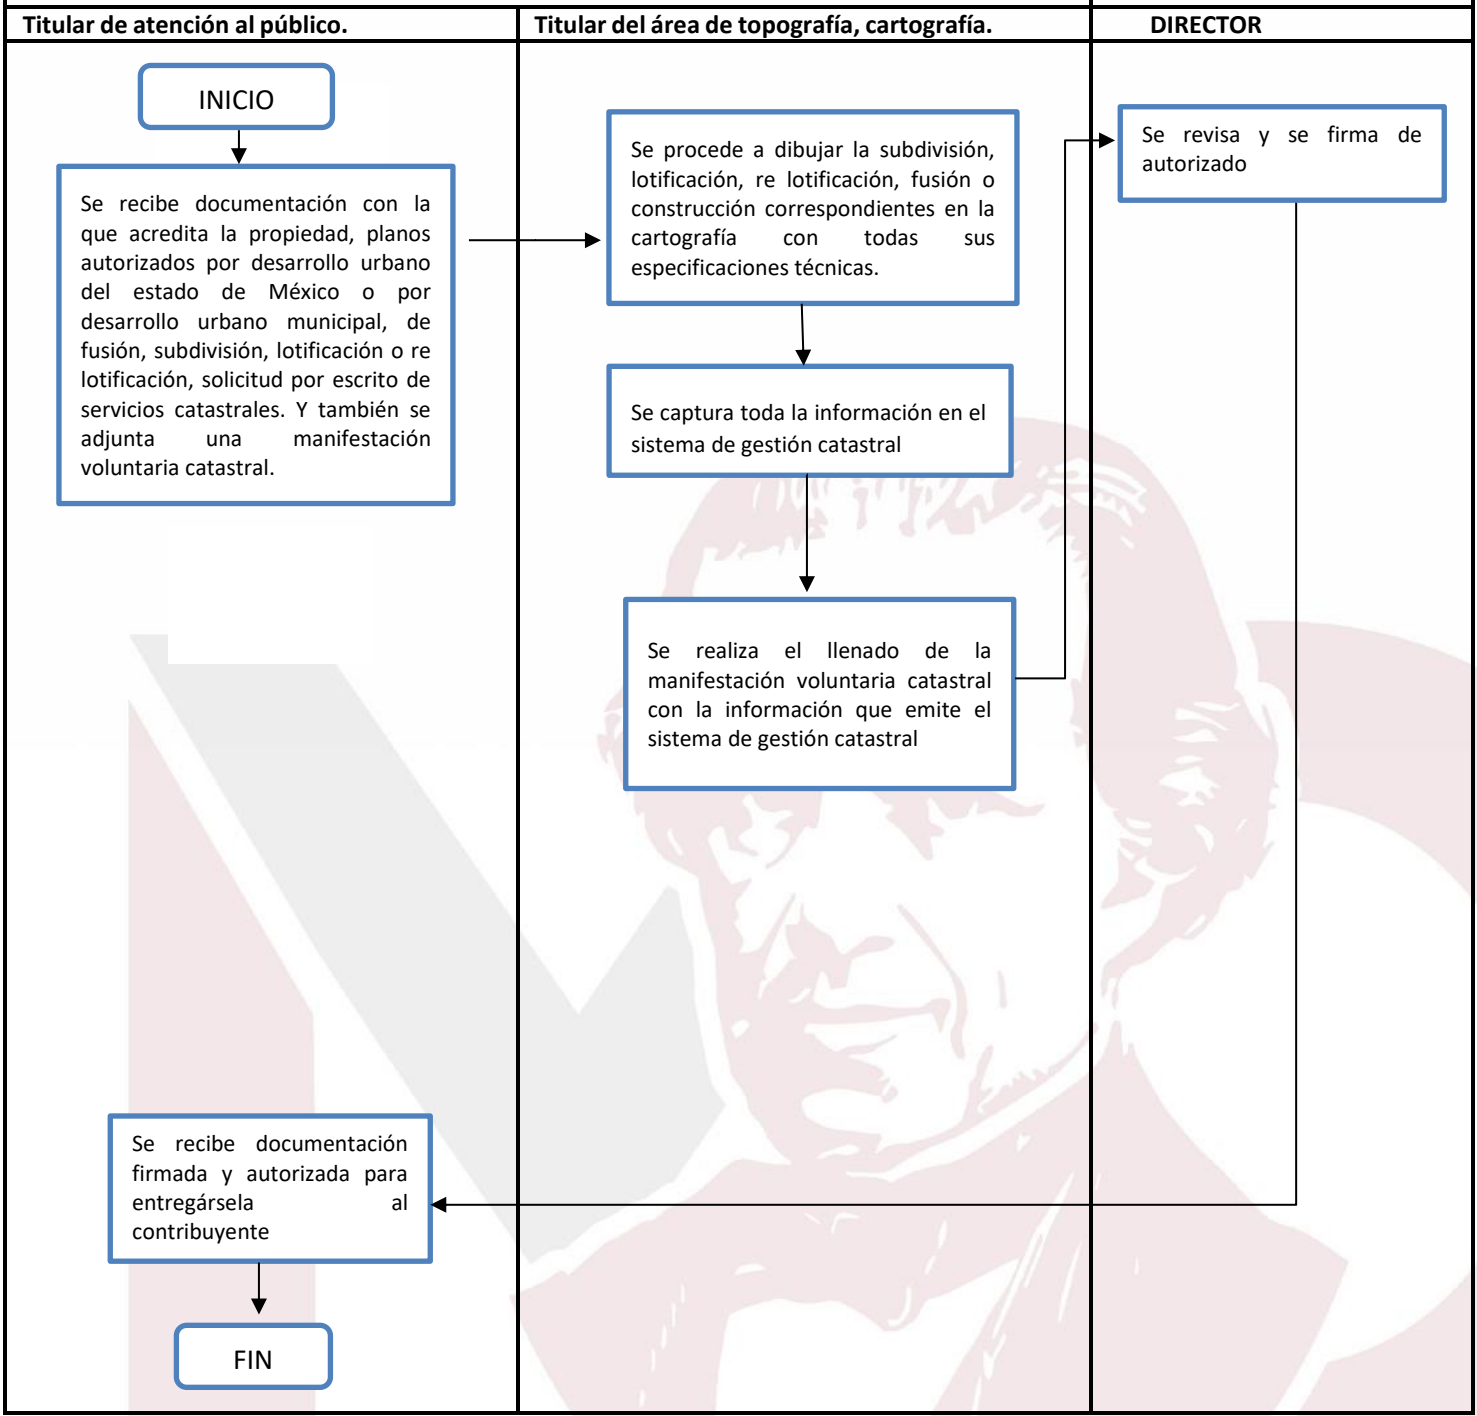 Titular de atención al público.
Titular del área de topografía, cartografía.
DIRECTOR
INICIO
Se recibe documentación con la
que acredita la propiedad, planos
autorizados por desarrollo urbano
del estado de México o por
desarrollo urbano municipal, de
fusión, subdivisión, lotificación o re
lotificación, solicitud por escrito de
servicios catastrales. Y también se
adjunta una manifestación
voluntaria catastral.
Se procede a dibujar la subdivisión,
lotificación, re lotificación, fusión o
construcción correspondientes en la
cartografía con todas sus
especificaciones técnicas.
Se captura toda la información en el
sistema de gestión catastral
Se realiza el llenado de la
manifestación voluntaria catastral
con la información que emite el
sistema de gestión catastral
Se revisa y se firma de
autorizado
Se recibe documentación
firmada y autorizada para
entregársela al
contribuyente
FIN